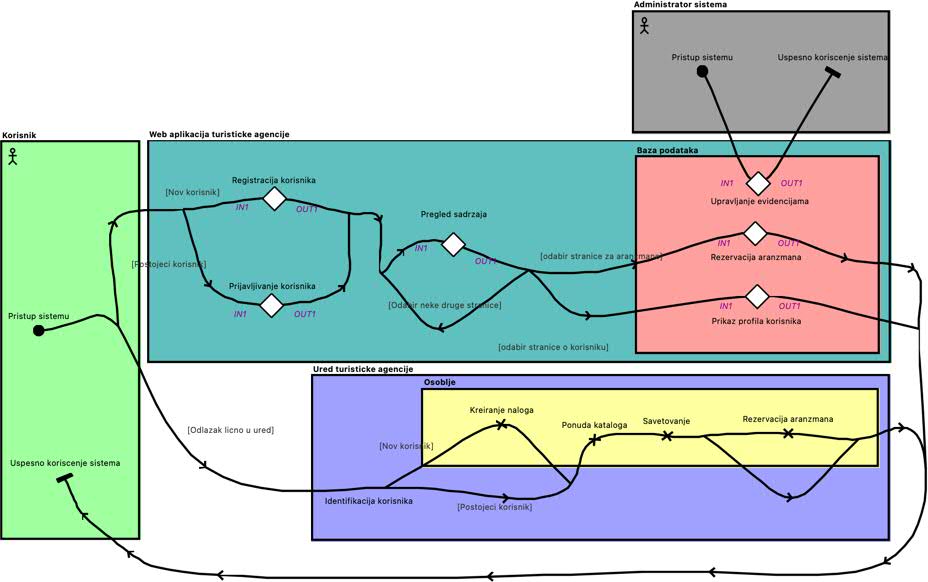 Administrator sistema
Pristup sistemu
Uspesno koriscenje sistema
Korisnik
Web aplikacija turisticke agencije
Baza podataka
Registracija korisnika
[Nov korisnik]
IN1
OUT1
IN1
OUT1
Upravljanje evidencijama
Pregled sadrzaja
IN1
OUT1
IN1
OUT1
[Postojeci korisnik]
[odabir stranice za aranzmane]
Rezervacija aranzmana
Prijavljivanje korisnika
IN1
OUT1
[Odabir neke druge stranice]
IN1
OUT1
Pristup sistemu
Prikaz profila korisnika
[odabir stranice o korisniku]
Ured turisticke agencije
Osoblje
Kreiranje naloga
Ponuda kataloga
Savetovanje
Rezervacija aranzmana
[Odlazak licno u ured]
[Nov korisnik]
Uspesno koriscenje sistema
Identifikacija korisnika
[Postojeci korisnik]